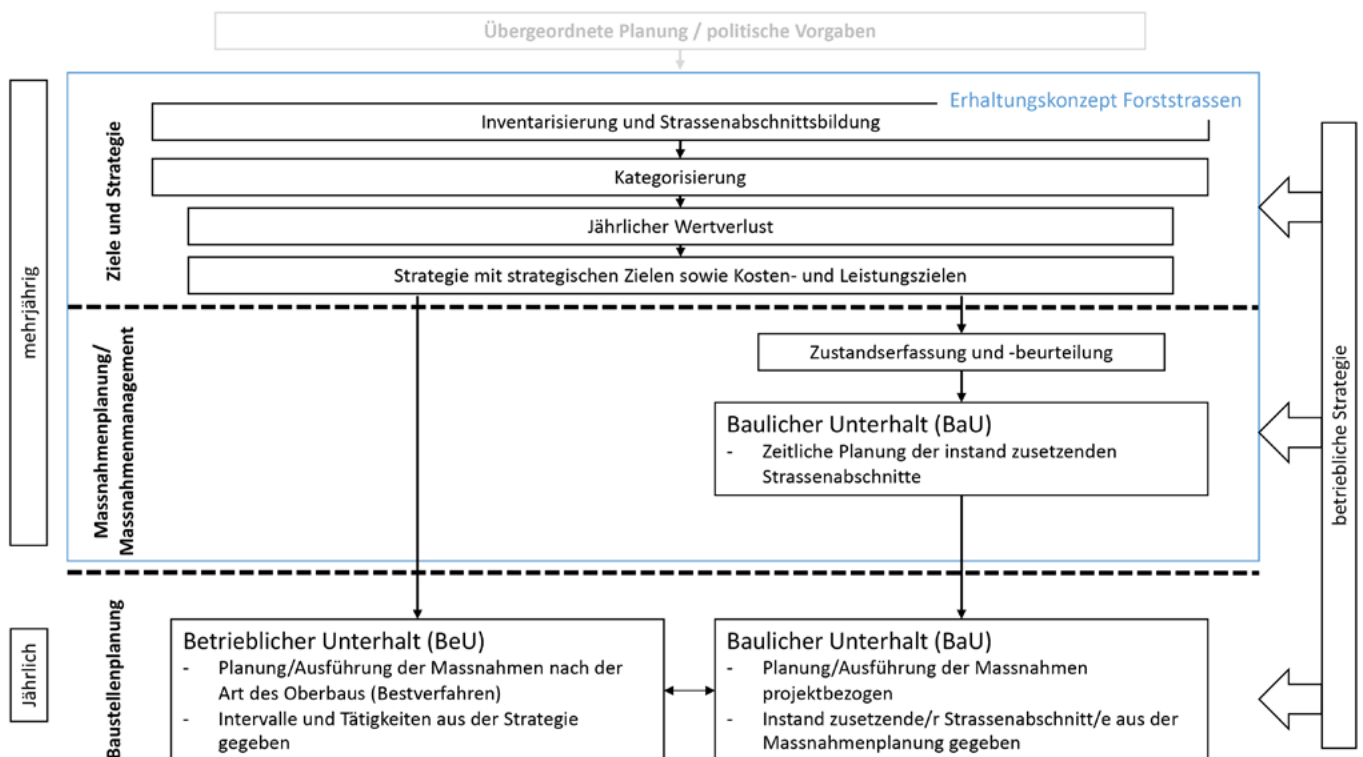 Übergeordnete Planung / politische Vorgaben
Erhaltungskonzept Forststrassen
mehrjährig
Ziele und Strategie
Inventarisierung und Strassenabschnittsbildung
Kategorisierung
Jährlicher Wertverlust
Strategie mit strategischen Zielen sowie Kosten- und Leistungszielen
betriebliche Strategie
Massnahmenplanung/
Massnahmenmanagement
Zustandserfassung und -beurteilung
Baulicher Unterhalt (BaU)
- Zeitliche Planung der instand zusetzenden
Strassenabschnitte
Jährlich
Baustellenplanung
Betrieblicher Unterhalt (BeU)
- Planung/Ausführung der Massnahmen nach der
Art des Oberbaus (Bestverfahren)
- Intervalle und Tätigkeiten aus der Strategie
gegeben
Baulicher Unterhalt (BaU)
- Planung/Ausführung der Massnahmen
projektbezogen
- Instand zusetzende/r Strassenabschnitt/e aus der
Massnahmenplanung gegeben